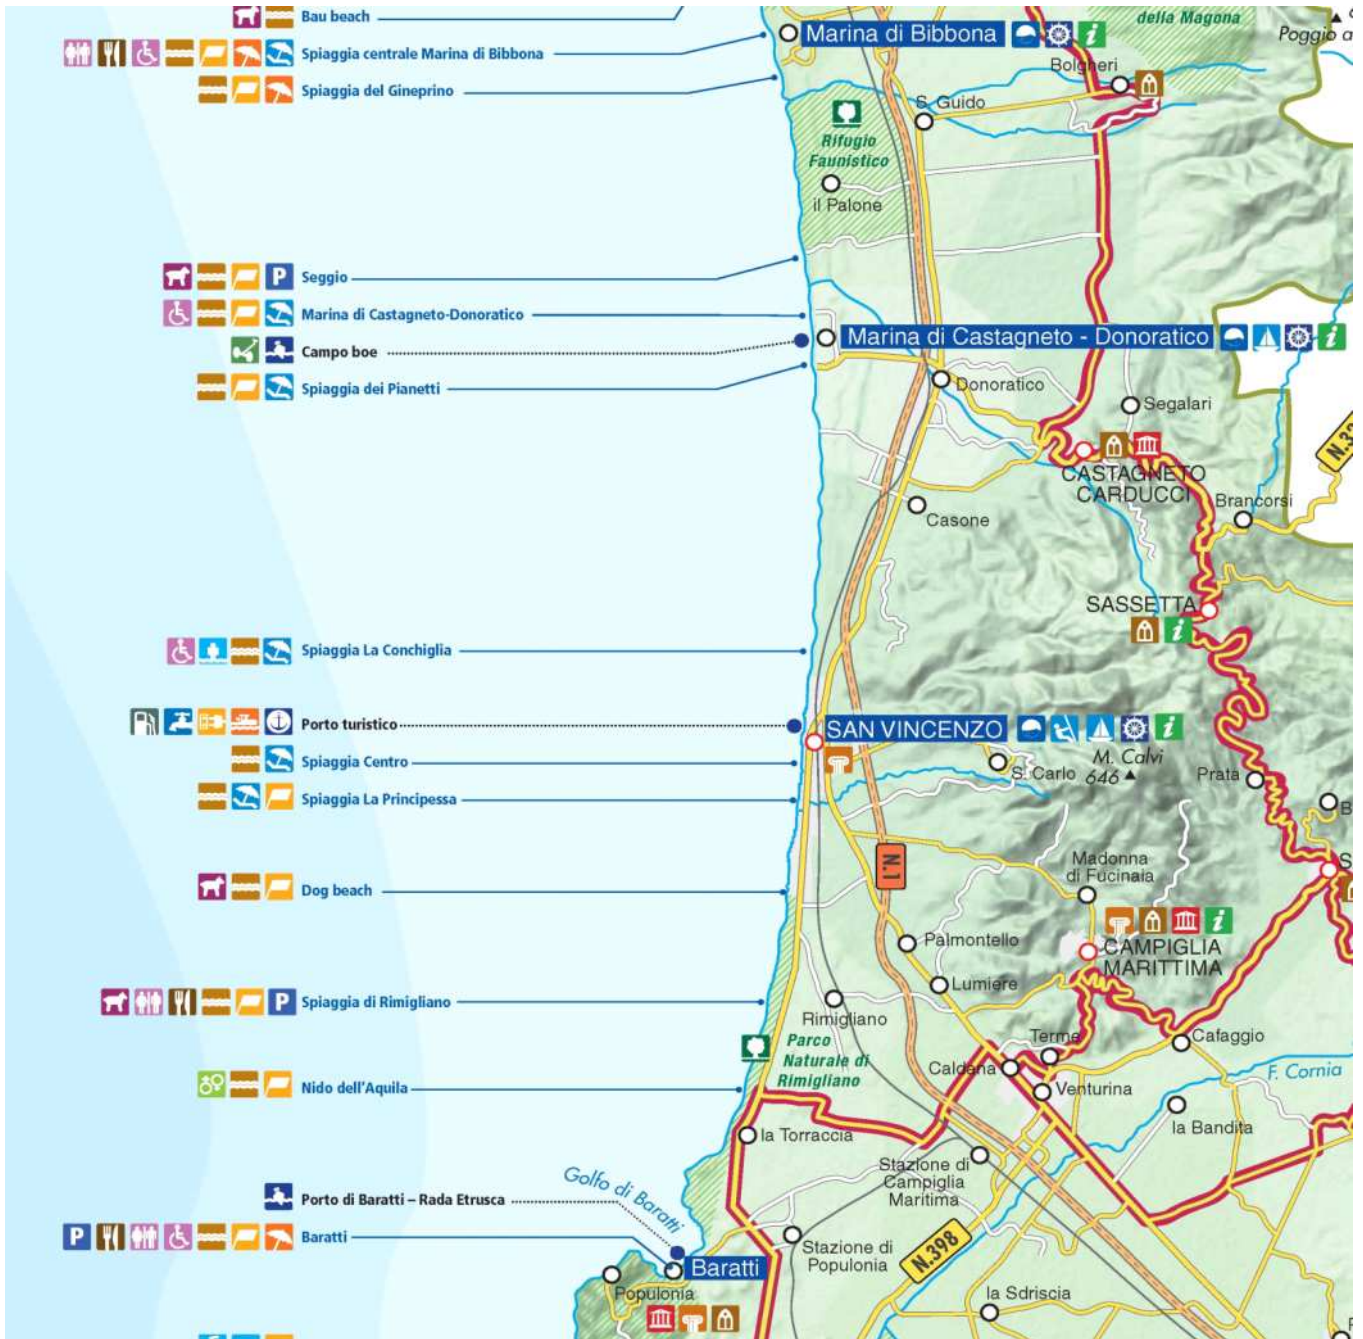 Bau beach
Spiaggia centrale Marina di Bibbona
Spiaggia del Gineprino
Seggio
Marina di Castagneto-Donoratico
Campo boe
Spiaggia dei Pianetti
Spiaggia La Conchiglia
Porto turistico
Spiaggia Centro
Spiaggia La Principessa
Dog beach
Spiaggia di Rimigliano
Nido dell'Aquila
Porto di Baratti – Rada Etrusca
Baratti
P
P
P
Marina di Bibbona
i
della Magona
Poggio a
Bolgheri
S. Guido
Rifugio
Faunistico
il Palone
Marina di Castagneto - Donoratico
i
Donoratico
Segalari
CASTAGNETO
CARDUCCI
Brancorsi
Casone
SASSETTA
i
SAN VINCENZO
i
S. Carlo
M. Calvi
646
Prata
N.1
Madonna
di Fucinaia
i
Palmontello
CAMPIGLIA
MARITTIMA
Lumiere
Rimigliano
Parco
Naturale di
Rimigliano
Terme
Cafaggio
Caldana
Venturina
F. Cornia
la Bandita
la Torraccia
Stazione di
Campiglia
Maritima
Golfo di Baratti
N.398
Stazione di
Populonia
Baratti
Populonia
la Sdriscia